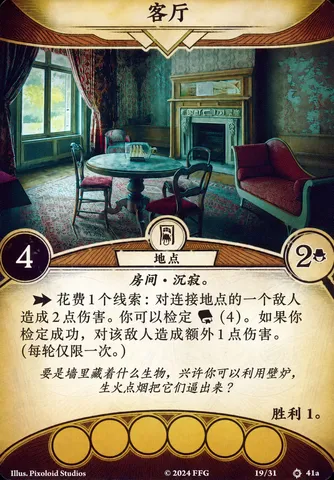 客厅
4
地点
2
房间·沉寂。
花费1个线索：对连接地点的一个敌人
造成2点伤害。你可以检定（4）。如果你
检定成功，对该敌人造成额外1点伤害。
(每轮仅限一次。)
要是墙里藏着什么生物，兴许你可以利用壁炉，
生火点烟把它们逼出来？
胜利1。
Illus. Pixoloid Studios ©2024 FFG 19/31 41a